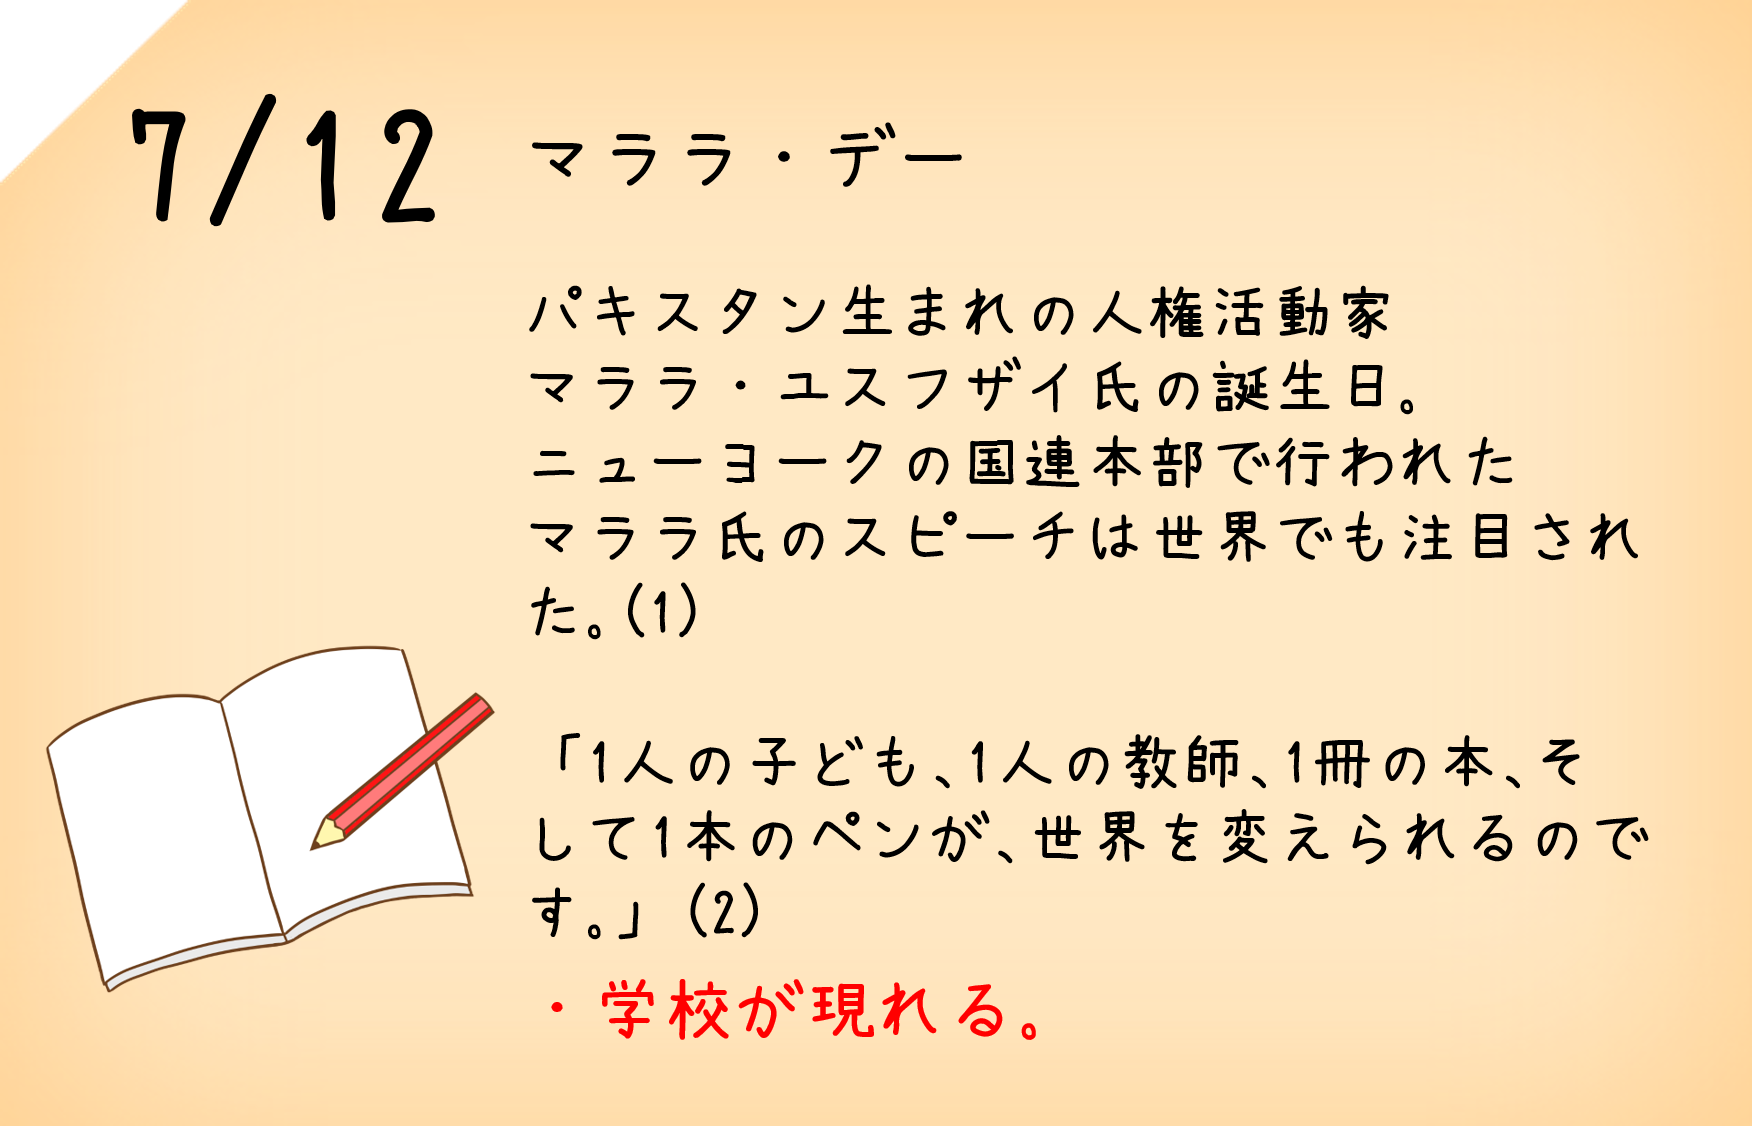 7/12 マララ・デー
パキスタン生まれの人権活動家
マララ・ユスフザイ氏の誕生日。
ニューヨークの国連本部で行われた
マララ氏のスピーチは世界でも注目され
た。(1)
「1人の子ども、1人の教師、1冊の本、そ
して1本のペンが、世界を変えられるので
す。」(2)
・学校が現れる。